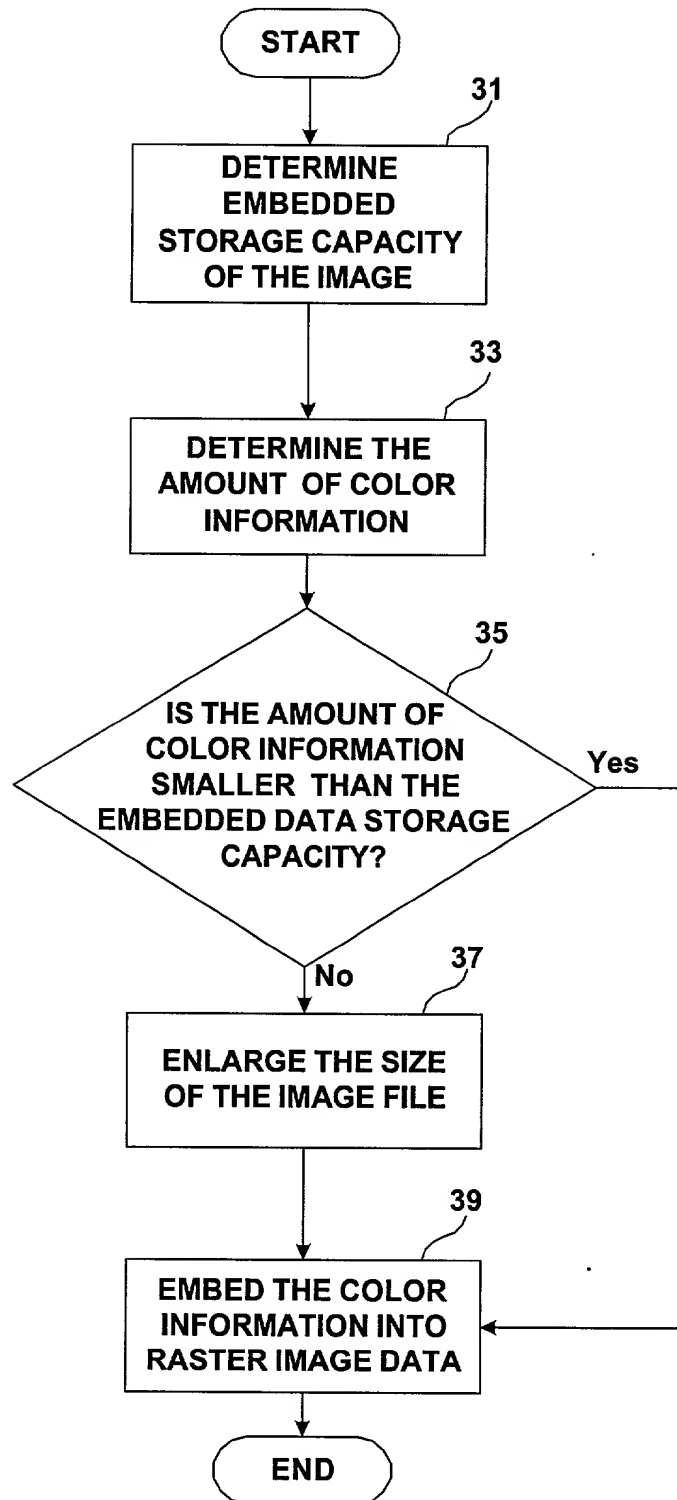 START
31
DETERMINE
EMBEDDED
STORAGE CAPACITY
OF THE IMAGE
33
DETERMINE THE
AMOUNT OF COLOR
INFORMATION
35
IS THE AMOUNT OF
COLOR INFORMATION
SMALLER THAN THE
EMBEDDED DATA STORAGE
CAPACITY?
Yes
No
37
ENLARGE THE SIZE
OF THE IMAGE FILE
39
EMBED THE COLOR
INFORMATION INTO
RASTER IMAGE DATA
END